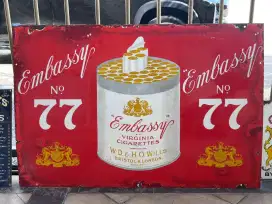 Embassy
Nº
77
"Embassy"
VIRGINIA
CIGARETTES
W.D. & H.O. WILLS
BRISTOL & LONDON
Embassy
Nº
77